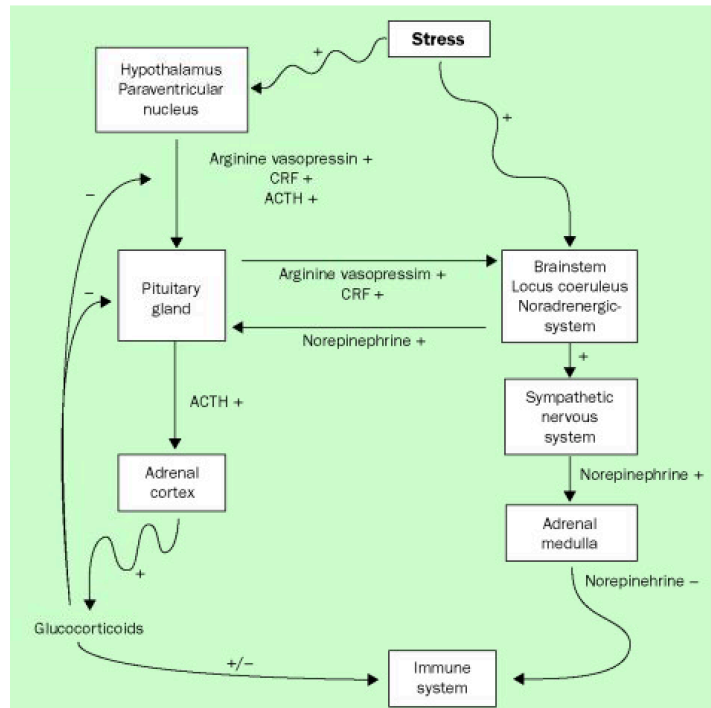 Stress
+
Hypothalamus
Paraventricular
nucleus
+
Arginine vasopressin +
CRF +
ACTH +
−
Pituitary
gland
−
Arginine vasopressim +
CRF +
Norepinephrine +
Brainstem
Locus coeruleus
Noradrenergic-
system
+
ACTH +
Sympathetic
nervous
system
Norepinephrine +
Adrenal
cortex
Adrenal
medulla
+
Norepinehrine −
Glucocorticoids
+/−
Immune
system